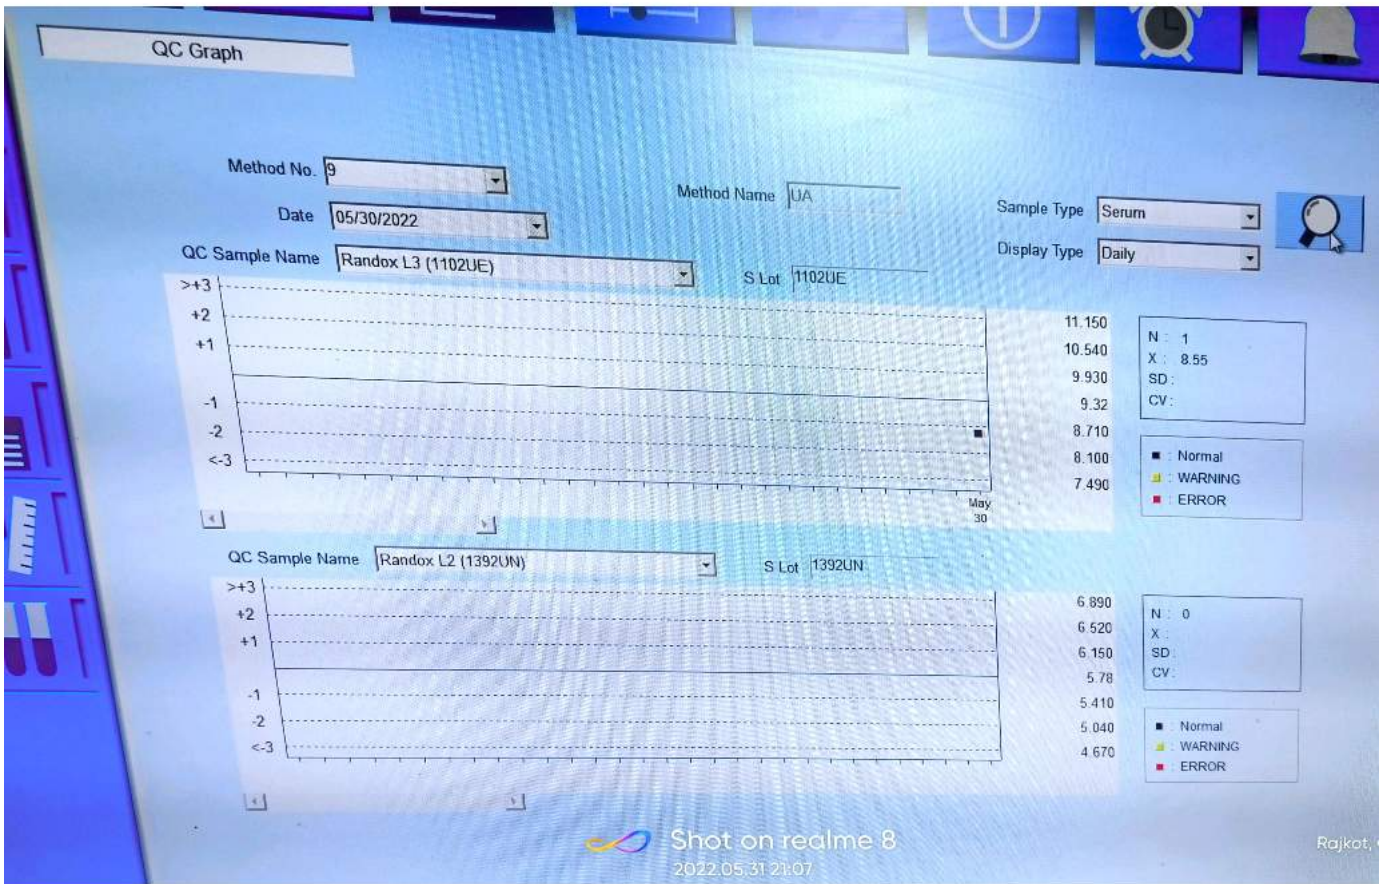 QC Graph
Method No. 9
Method Name UA
Sample Type Serum
Date 05/30/2022
Display Type Daily
QC Sample Name Randox L3 (1102UE)
S Lot 1102UE
>+3
+2
+1
-1
-2
<-3
11.150
10.540
9.930
9.32
8.710
8.100
7.490
N : 1
X : 8.55
SD :
CV :
Normal
WARNING
ERROR
May
30
QC Sample Name Randox L2 (1392UN)
S Lot 1392UN
>+3
+2
+1
-1
-2
<-3
6.890
6.520
6.150
5.78
5.410
5.040
4.670
N : 0
X :
SD :
CV :
: Normal
: WARNING
: ERROR
Shot on realme 8
2022.05.31 21:07
Rajkot,